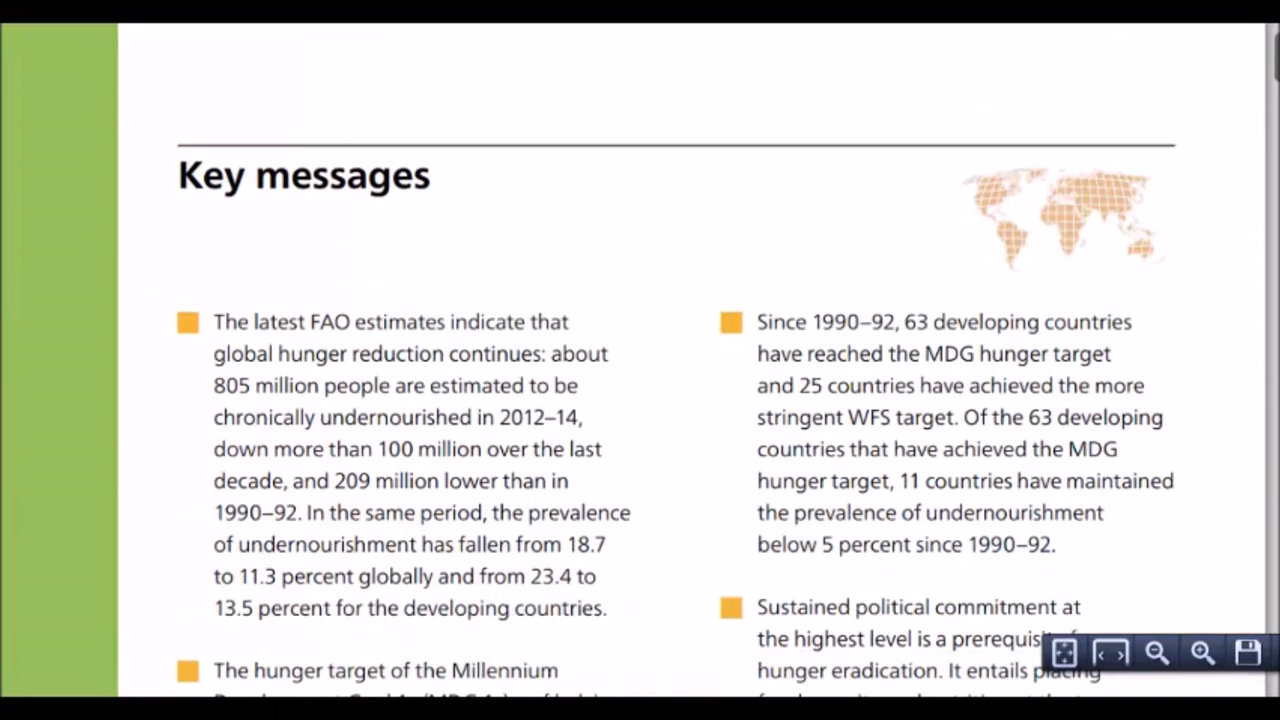 Key messages
The latest FAO estimates indicate that
global hunger reduction continues: about
805 million people are estimated to be
chronically undernourished in 2012–14,
down more than 100 million over the last
decade, and 209 million lower than in
1990–92. In the same period, the prevalence
of undernourishment has fallen from 18.7
to 11.3 percent globally and from 23.4 to
13.5 percent for the developing countries.
The hunger target of the Millennium
Since 1990–92, 63 developing countries
have reached the MDG hunger target
and 25 countries have achieved the more
stringent WFS target. Of the 63 developing
countries that have achieved the MDG
hunger target, 11 countries have maintained
the prevalence of undernourishment
below 5 percent since 1990–92.
Sustained political commitment at
the highest level is a
hunger eradication. It entails placing